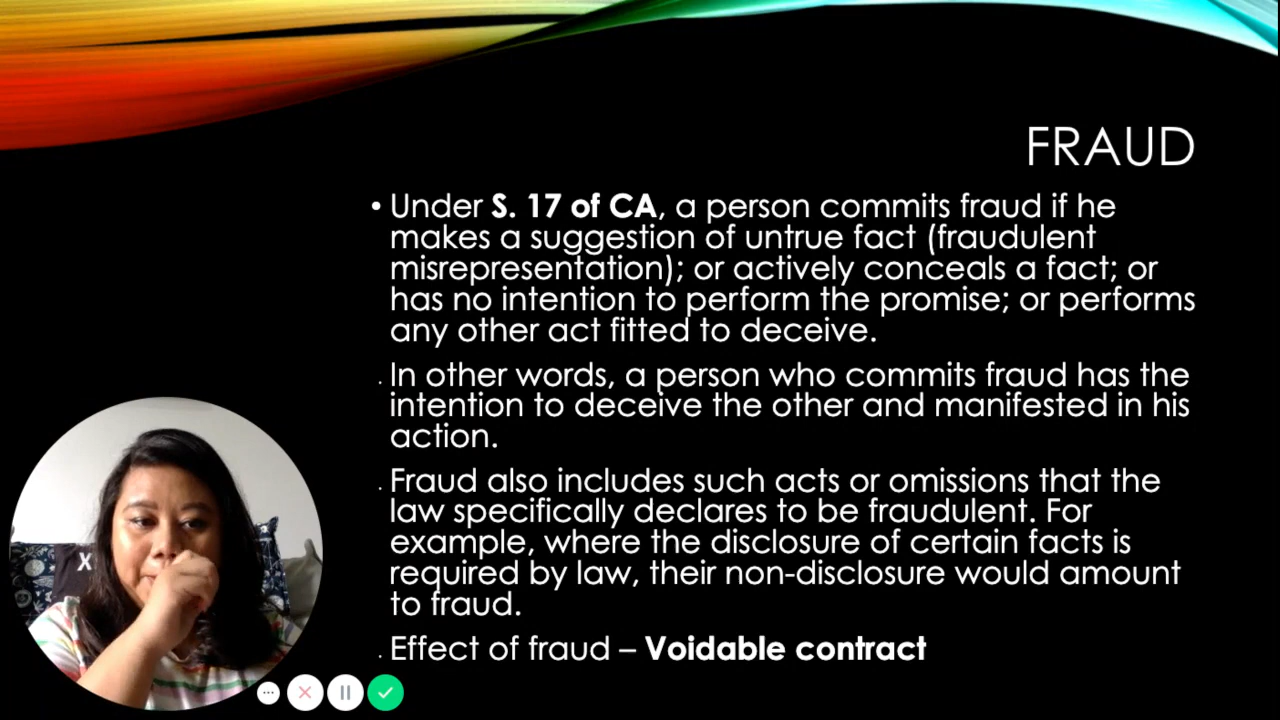 FRAUD
• Under S. 17 of CA, a person commits fraud if he
makes a suggestion of untrue fact (fraudulent
misrepresentation); or actively conceals a fact; or
has no intention to perform the promise; or performs
any other act fitted to deceive.
. In other words, a person who commits fraud has the
intention to deceive the other and manifested in his
action.
. Fraud also includes such acts or omissions that the
law specifically declares to be fraudulent. For
example, where the disclosure of certain facts is
required by law, their non-disclosure would amount
to fraud.
. Effect of fraud – Voidable contract
X